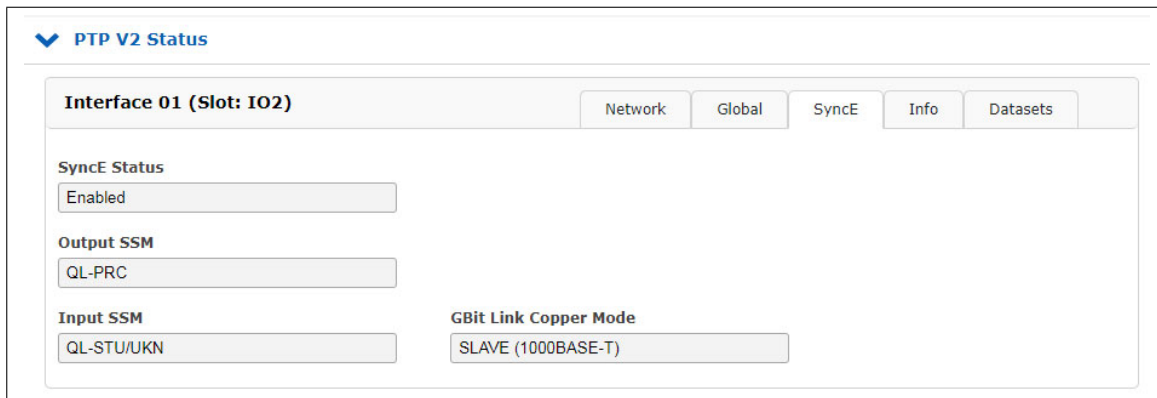 PTP V2 Status
Interface 01 (Slot: IO2)
Network Global SyncE Info Datasets
SyncE Status
Enabled
Output SSM
QL-PRC
Input SSM GBit Link Copper Mode
QL-STU/UKN SLAVE (1000BASE-T)